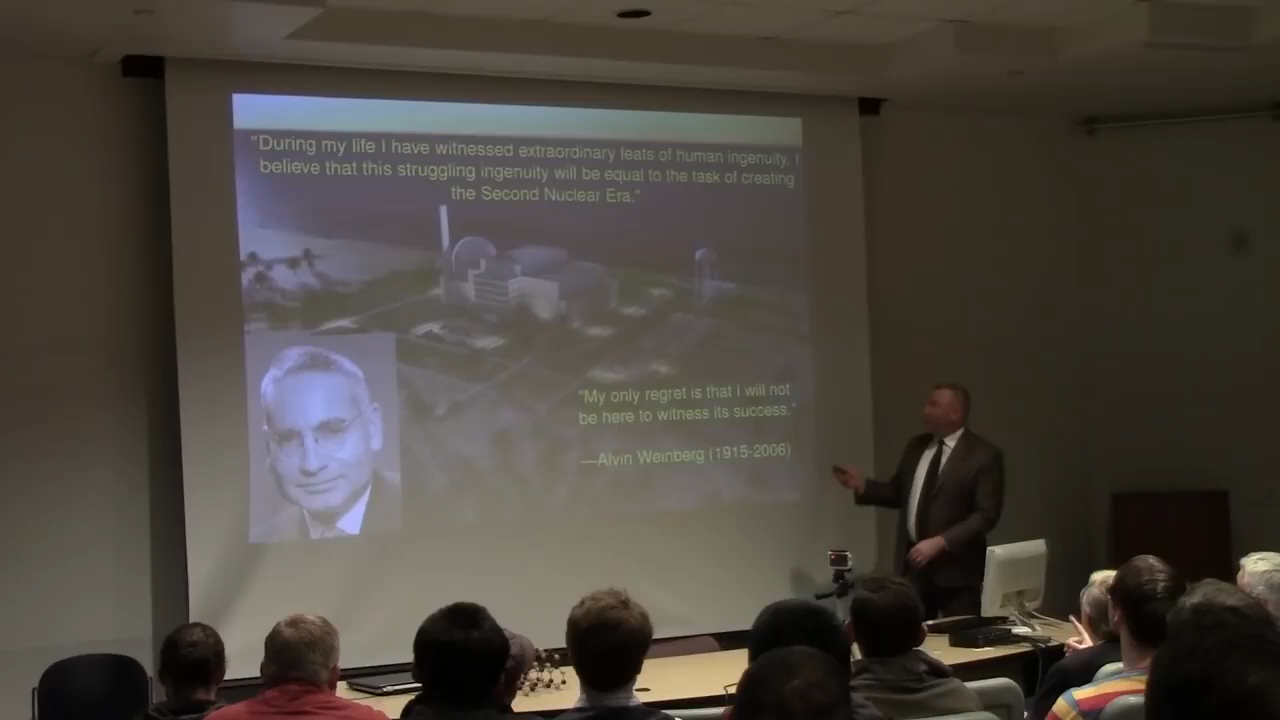 "During my life I have witnessed extraordinary feats of human ingenuity. I
believe that this struggling ingenuity will be equal to the task of creating
the Second Nuclear Era."
"My only regret is that I will not
be here to witness its success."
—Alvin Weinberg (1915-2006)